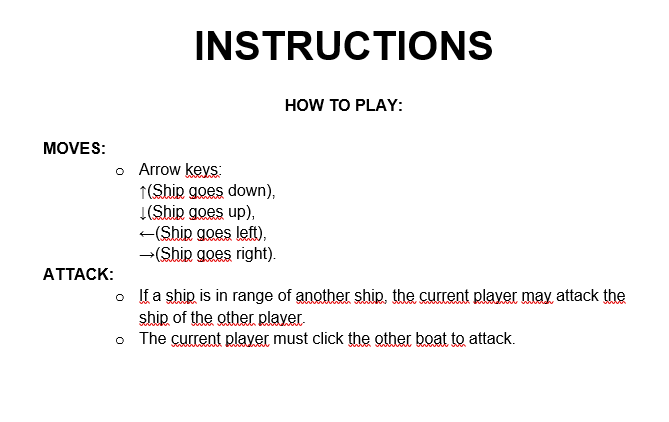 INSTRUCTIONS
HOW TO PLAY:
MOVES:
o Arrow keys:
↑(Ship goes down),
↓(Ship goes up),
←(Ship goes left),
→(Ship goes right).
ATTACK:
o If a ship is in range of another ship, the current player may attack the
ship of the other player.
o The current player must click the other boat to attack.